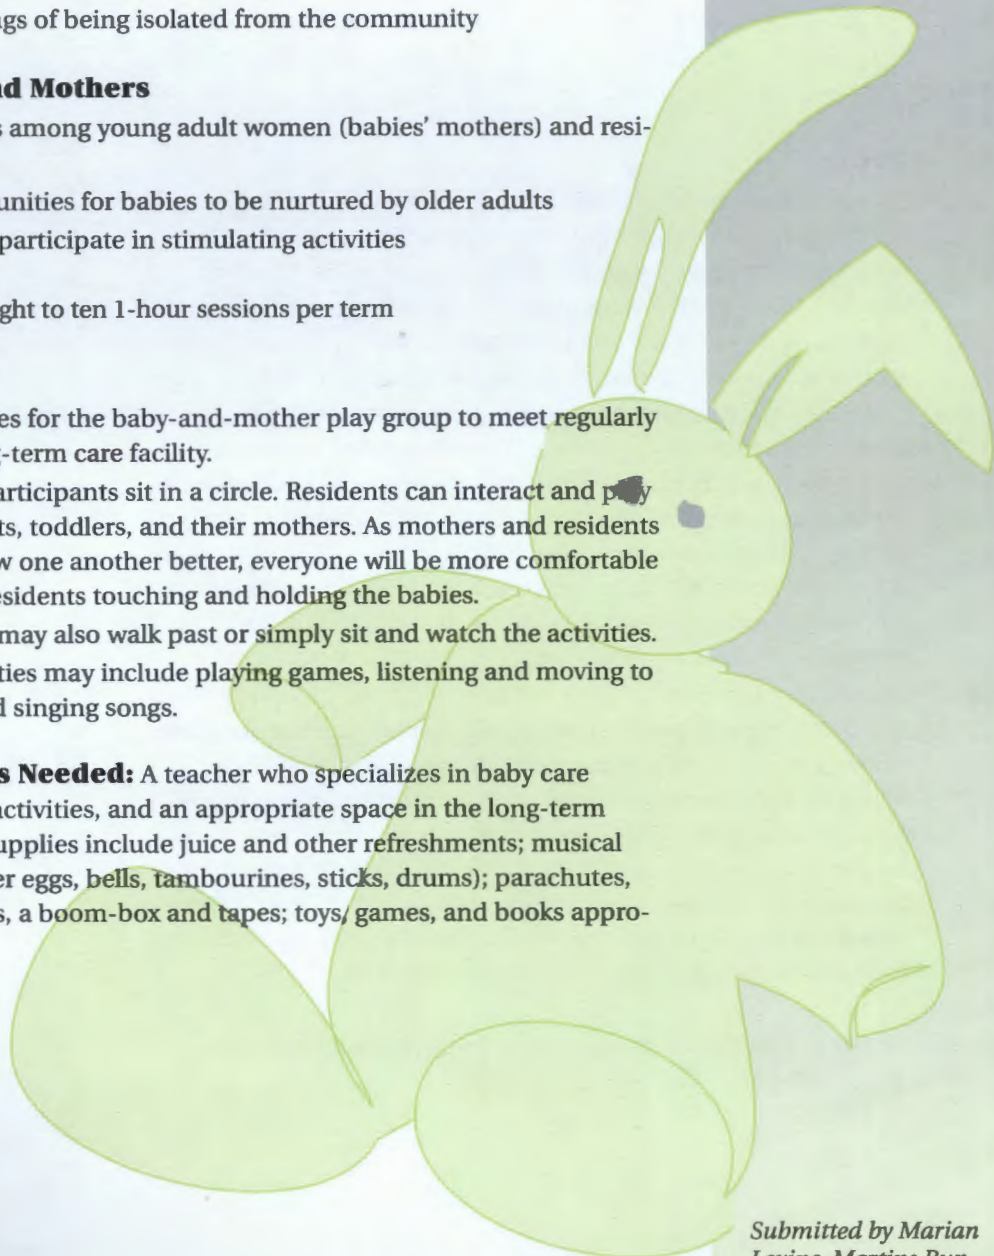 gs of being isolated from the community
d Mothers
s among young adult women (babies' mothers) and resi-
unities for babies to be nurtured by older adults
participate in stimulating activities
ght to ten 1-hour sessions per term
es for the baby-and-mother play group to meet regularly
-term care facility.
articipants sit in a circle. Residents can interact and play
ts, toddlers, and their mothers. As mothers and residents
w one another better, everyone will be more comfortable
esidents touching and holding the babies.
may also walk past or simply sit and watch the activities.
ties may include playing games, listening and moving to
d singing songs.
s Needed: A teacher who specializes in baby care
activities, and an appropriate space in the long-term
upplies include juice and other refreshments; musical
er eggs, bells, tambourines, sticks, drums); parachutes,
s, a boom-box and tapes; toys, games, and books appro-
Submitted by Marian
Levine, Martins Run